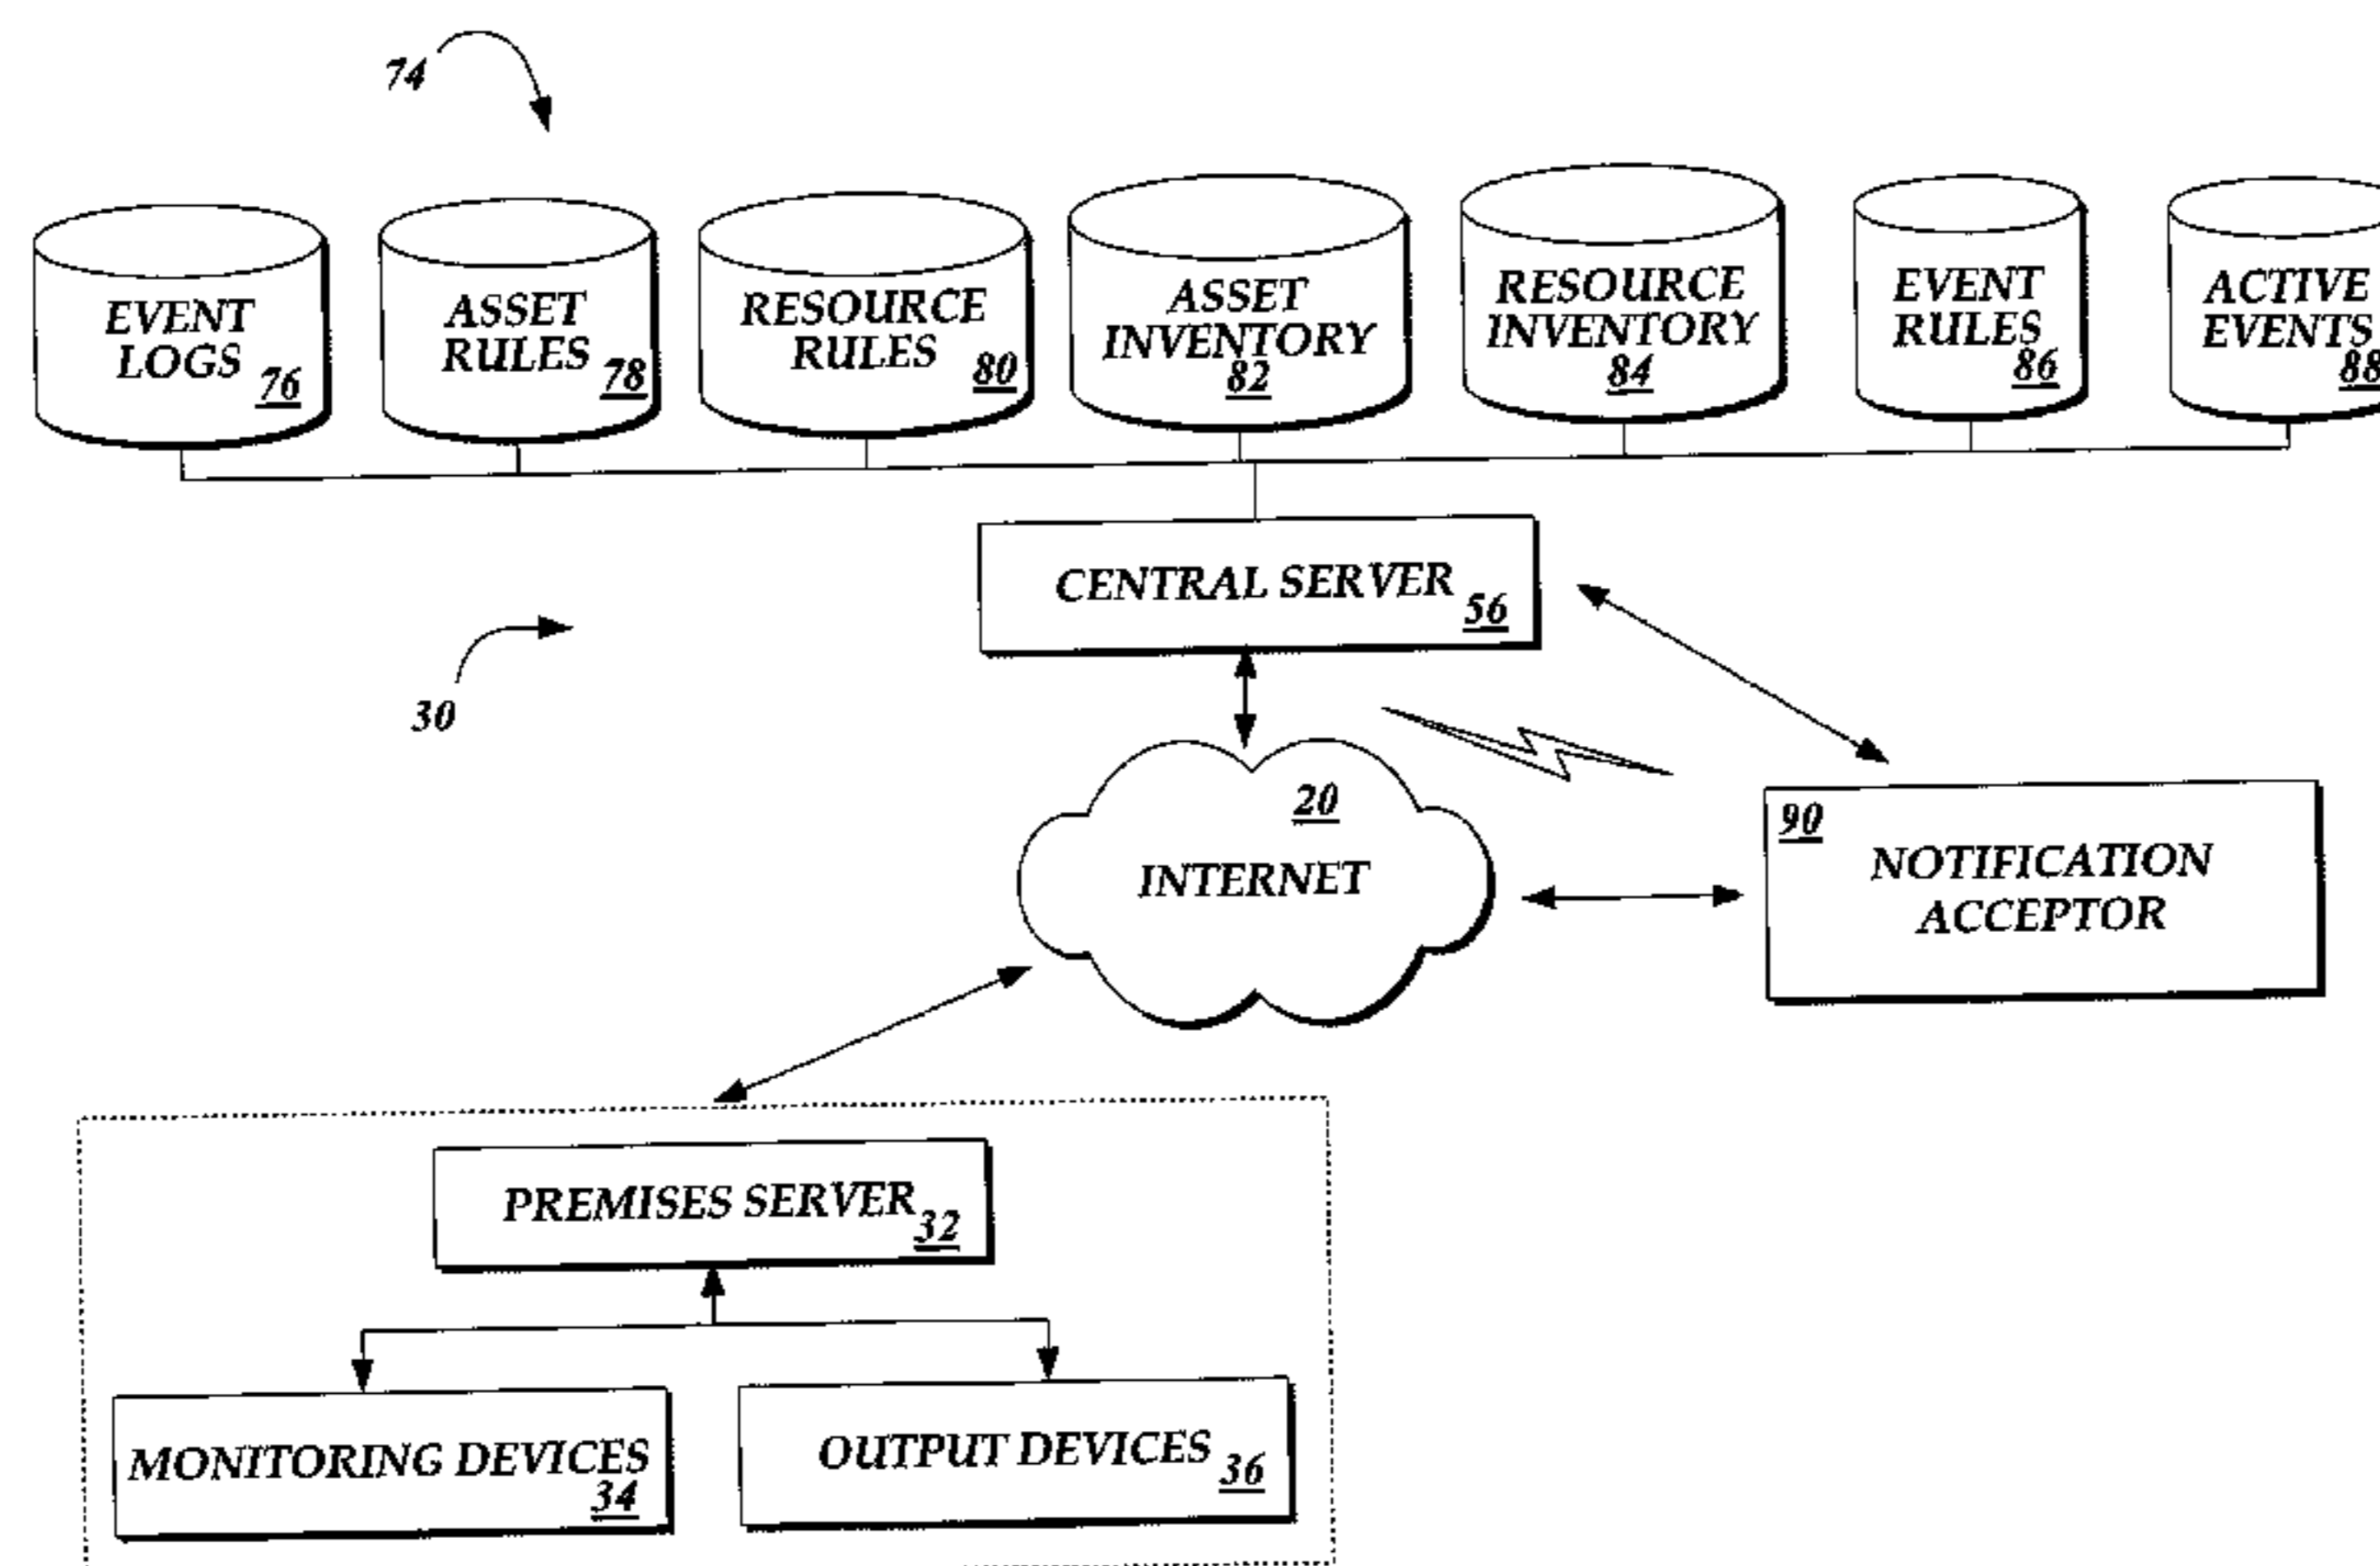 74
EVENT
LOGS
76
ASSET
RULES
78
RESOURCE
RULES
80
ASSET
INVENTORY
82
RESOURCE
INVENTORY
84
EVENT
RULES
86
ACTIVE
EVENTS
88
CENTRAL SERVER
56
30
20
INTERNET
90
NOTIFICATION
ACCEPTOR
PREMISES SERVER
32
MONITORING DEVICES
34
OUTPUT DEVICES
36